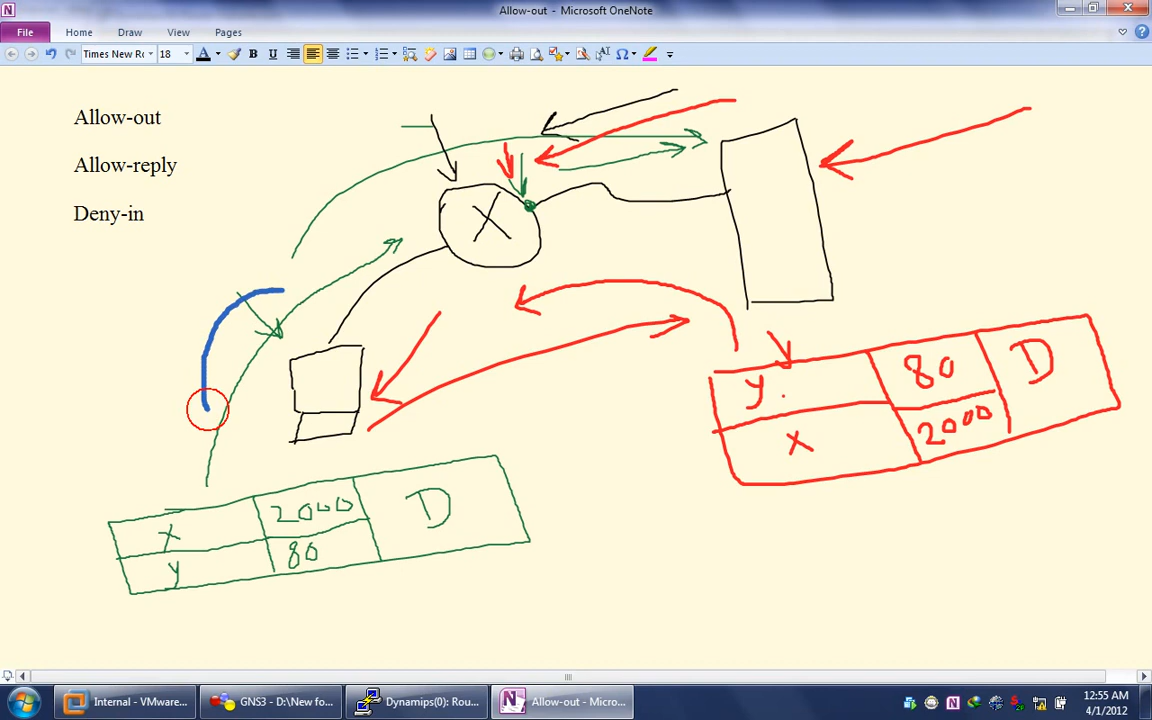 Allow-out - Microsoft OneNote
File Home Draw View Pages
Times New Ro 18
Allow-out
Allow-reply
Deny-in
X
y 80 D
x 2000
x 2000 D
y 80
Internal - VMware...
GNS3 - D:\New fo...
Dynamips(0): Rou...
Allow-out - Micro...
12:55 AM
4/1/2012